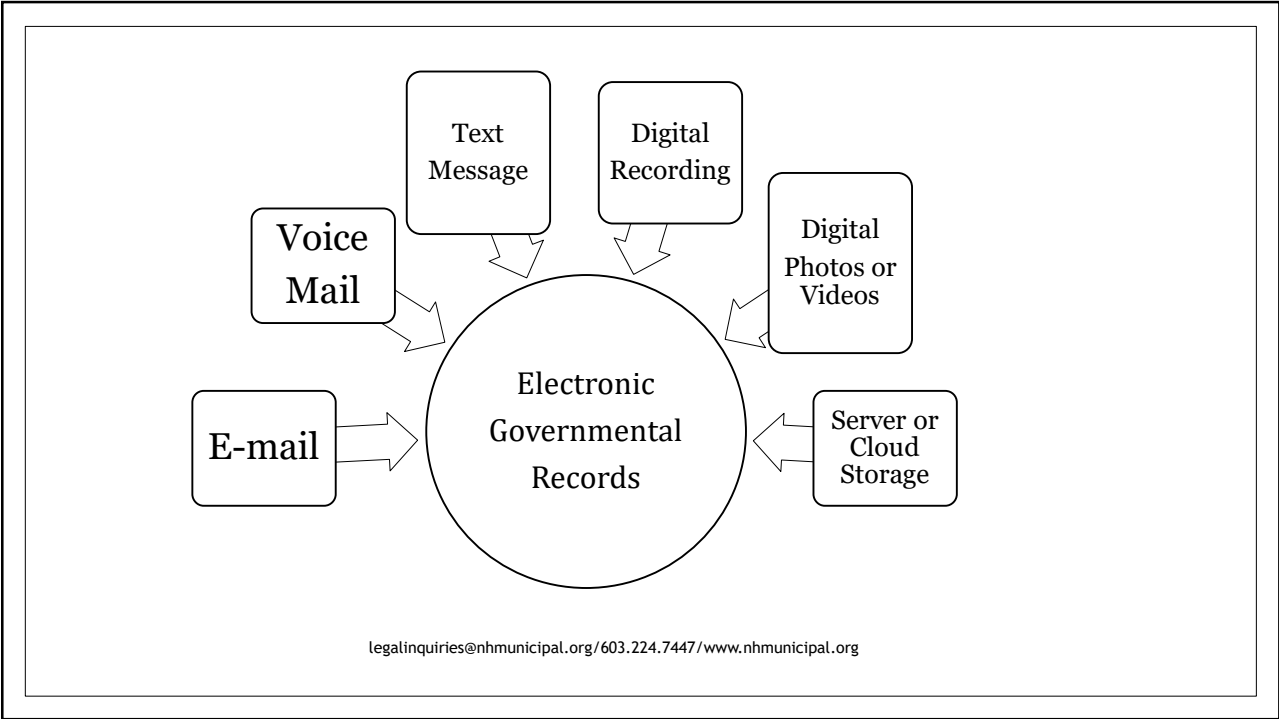 Text
Message
Digital
Recording
Voice
Mail
Digital
Photos or
Videos
E-mail
Electronic
Governmental
Records
Server or
Cloud
Storage
legalinquiries@nhmunicipal.org/603.224.7447/www.nhmunicipal.org